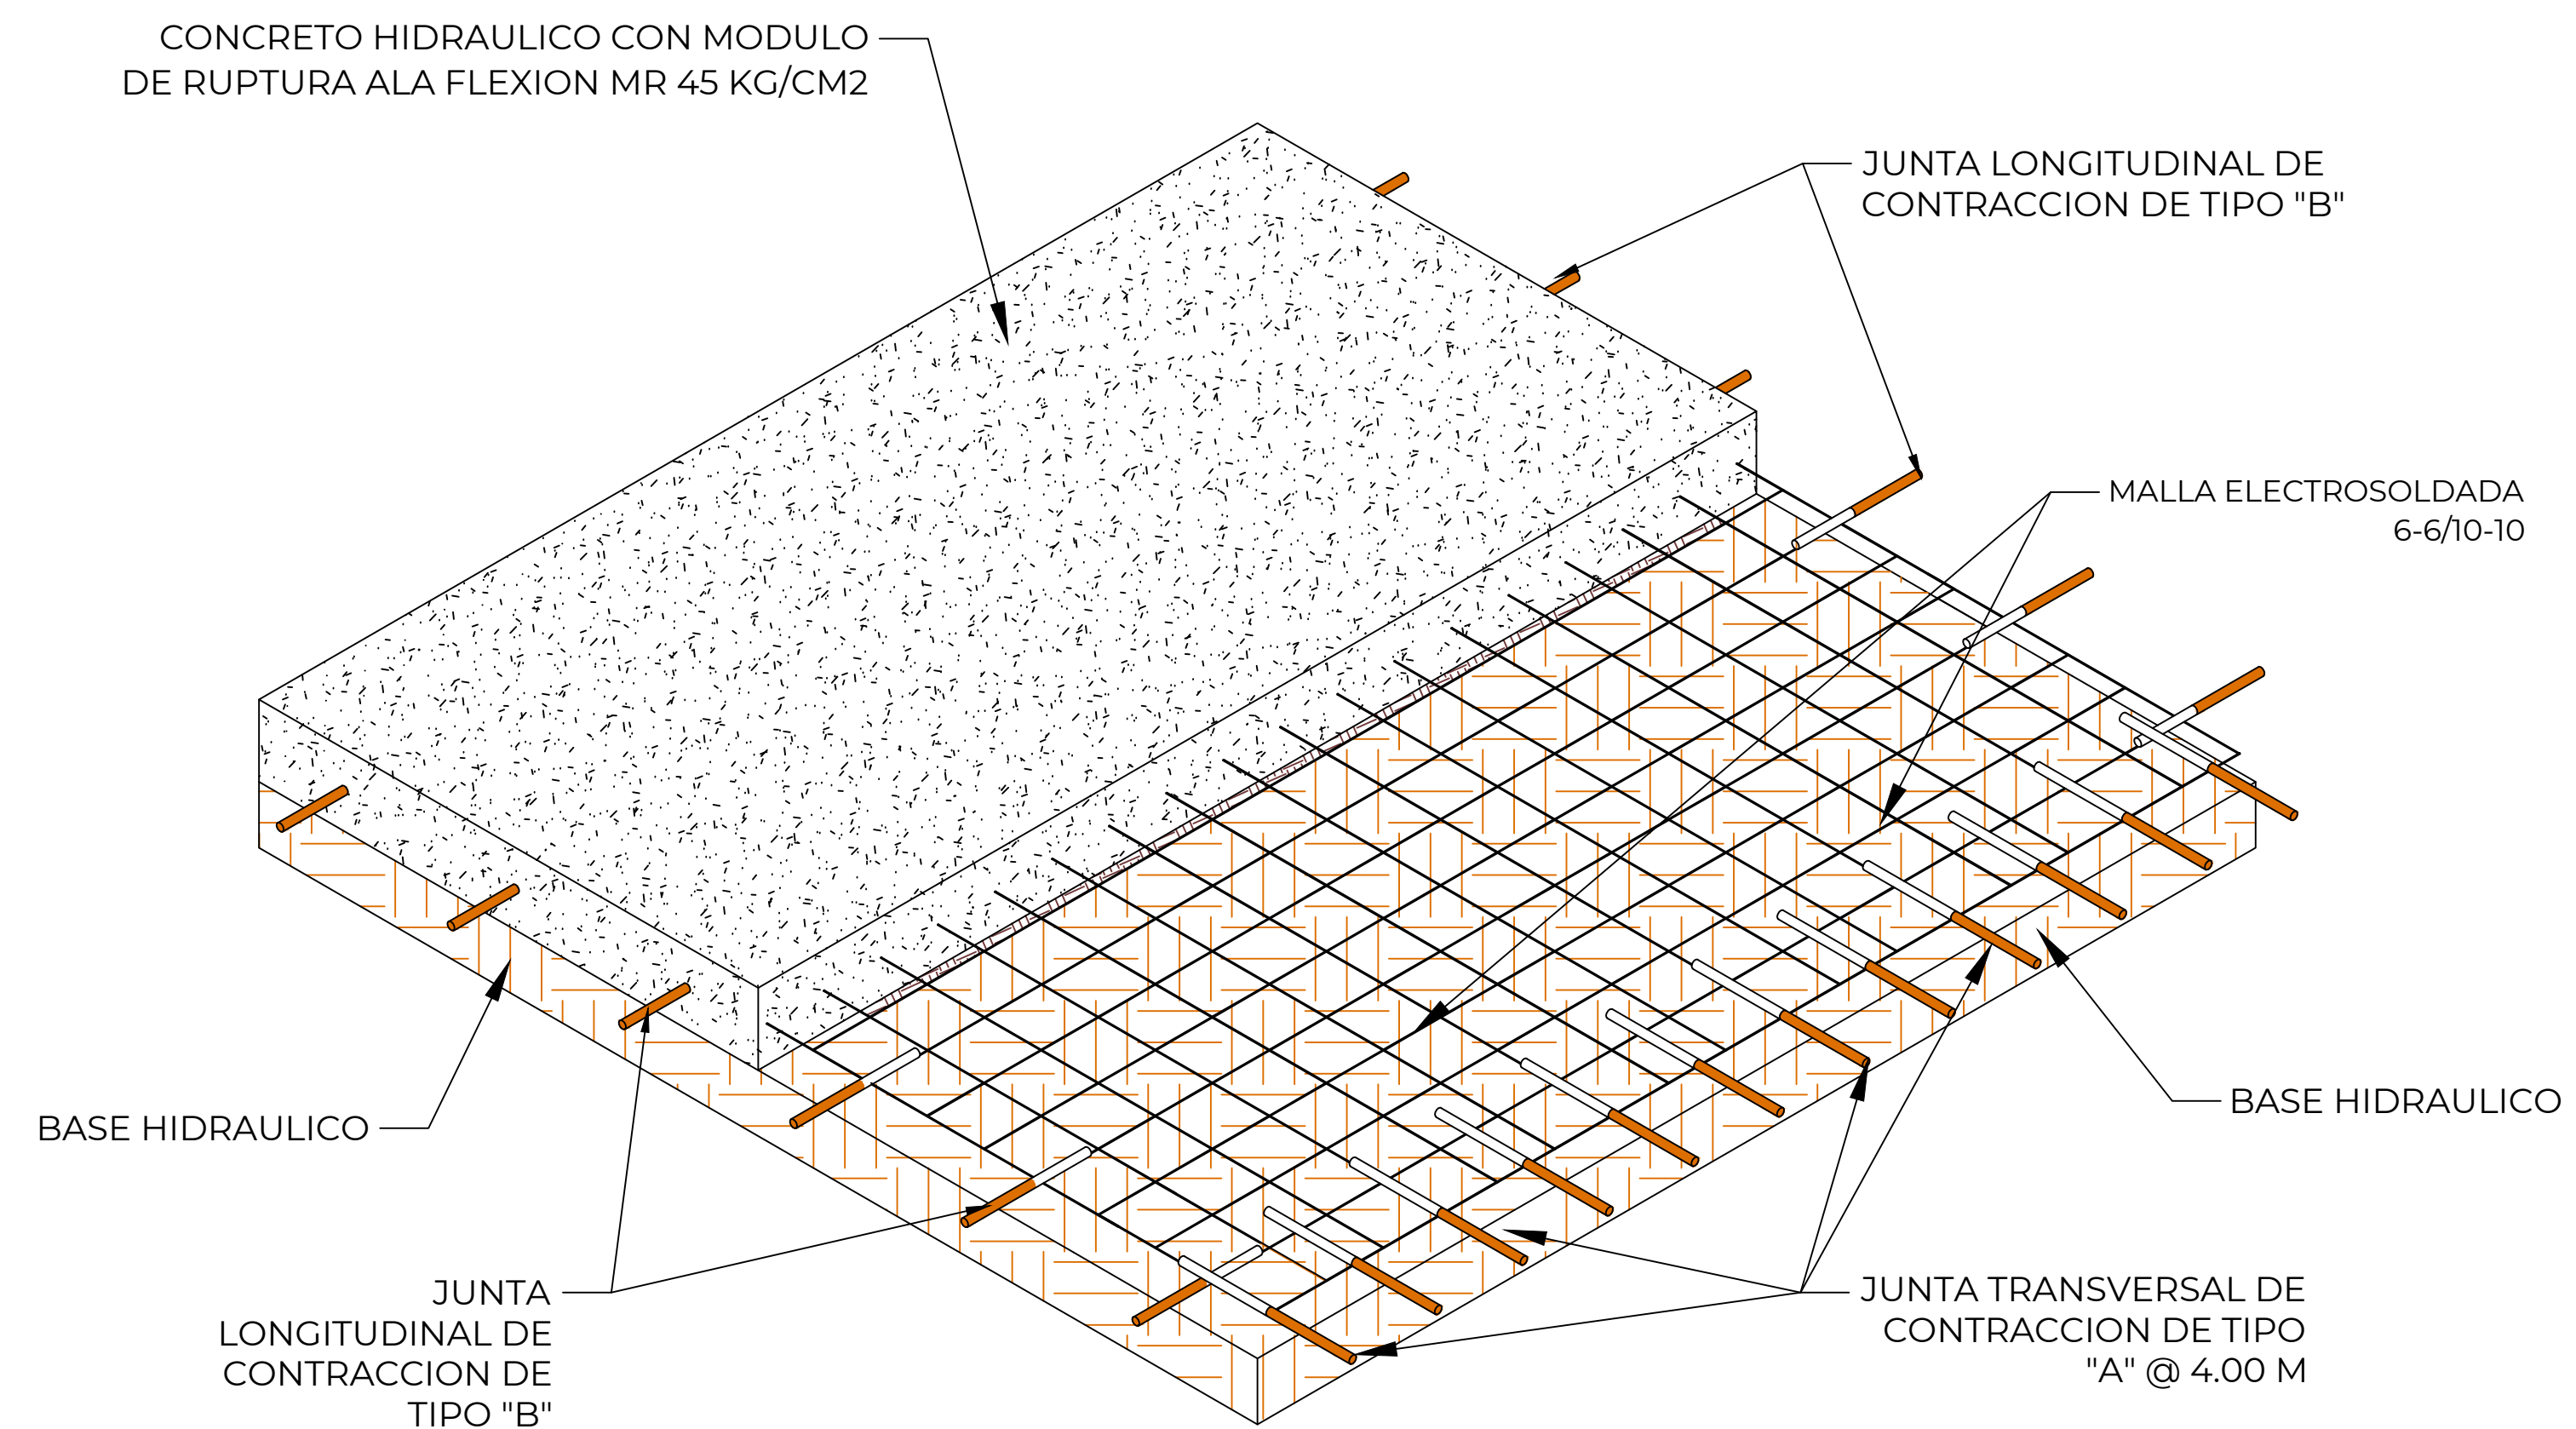 CONCRETO HIDRAULICO CON MODULO
DE RUPTURA ALA FLEXION MR 45 KG/CM2
JUNTA LONGITUDINAL DE
CONTRACCION DE TIPO "B"
MALLA ELECTROSOLDADA
6-6/10-10
BASE HIDRAULICO
BASE HIDRAULICO
JUNTA
LONGITUDINAL DE
CONTRACCION DE
TIPO "B"
JUNTA TRANSVERSAL DE
CONTRACCION DE TIPO
"A" @ 4.00 M